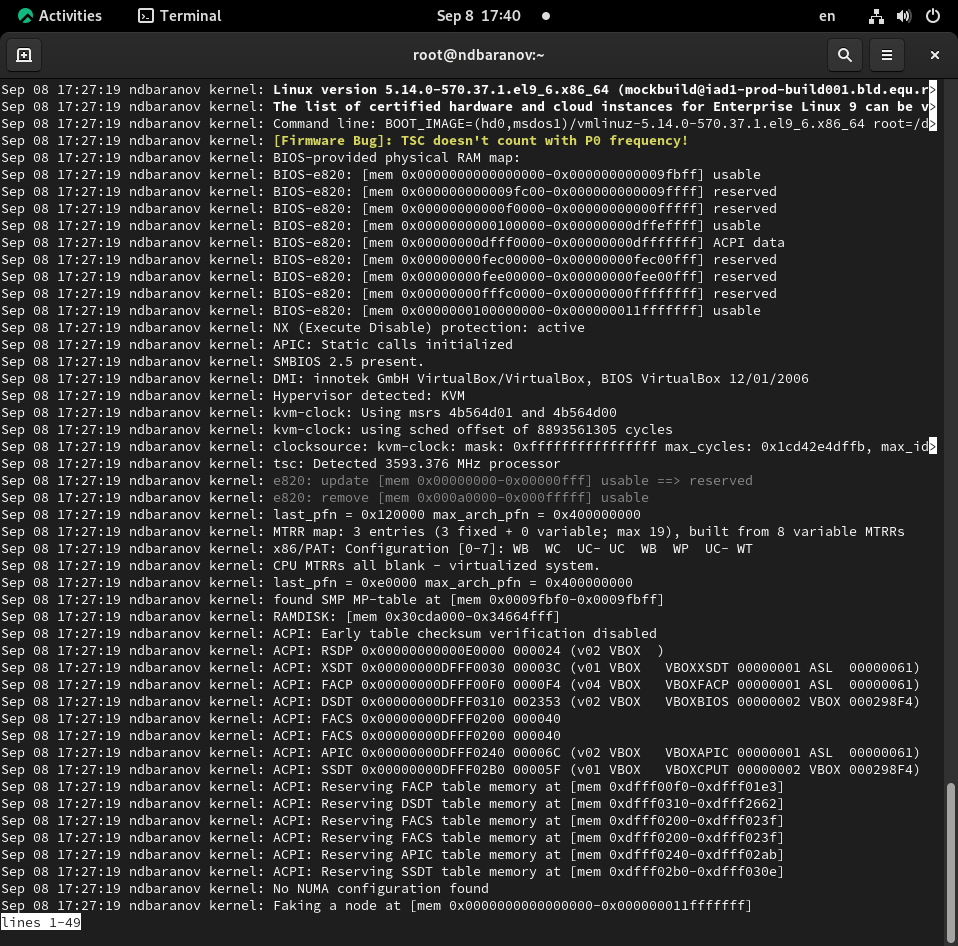 Activities Terminal Sep 8 17:40 en
root@ndbaranov:~
Sep 08 17:27:19 ndbaranov kernel: Linux version 5.14.0-570.37.1.el9_6.x86_64 (mockbuild@iad1-prod-build001.bld.equ.r>
Sep 08 17:27:19 ndbaranov kernel: The list of certified hardware and cloud instances for Enterprise Linux 9 can be v>
Sep 08 17:27:19 ndbaranov kernel: Command line: BOOT_IMAGE=(hd0,msdos1)/vmlinuz-5.14.0-570.37.1.el9_6.x86_64 root=/d>
Sep 08 17:27:19 ndbaranov kernel: [Firmware Bug]: TSC doesn't count with P0 frequency!
Sep 08 17:27:19 ndbaranov kernel: BIOS-provided physical RAM map:
Sep 08 17:27:19 ndbaranov kernel: BIOS-e820: [mem 0x0000000000000000-0x000000000009fbff] usable
Sep 08 17:27:19 ndbaranov kernel: BIOS-e820: [mem 0x000000000009fc00-0x000000000009ffff] reserved
Sep 08 17:27:19 ndbaranov kernel: BIOS-e820: [mem 0x00000000000f0000-0x00000000000fffff] reserved
Sep 08 17:27:19 ndbaranov kernel: BIOS-e820: [mem 0x0000000000100000-0x00000000dffeffff] usable
Sep 08 17:27:19 ndbaranov kernel: BIOS-e820: [mem 0x00000000dfff0000-0x00000000dfffffff] ACPI data
Sep 08 17:27:19 ndbaranov kernel: BIOS-e820: [mem 0x00000000fec00000-0x00000000fec00fff] reserved
Sep 08 17:27:19 ndbaranov kernel: BIOS-e820: [mem 0x00000000fee00000-0x00000000fee00fff] reserved
Sep 08 17:27:19 ndbaranov kernel: BIOS-e820: [mem 0x00000000fffc0000-0x00000000ffffffff] reserved
Sep 08 17:27:19 ndbaranov kernel: BIOS-e820: [mem 0x0000000100000000-0x000000011fffffff] usable
Sep 08 17:27:19 ndbaranov kernel: NX (Execute Disable) protection: active
Sep 08 17:27:19 ndbaranov kernel: APIC: Static calls initialized
Sep 08 17:27:19 ndbaranov kernel: SMBIOS 2.5 present.
Sep 08 17:27:19 ndbaranov kernel: DMI: innotek GmbH VirtualBox/VirtualBox, BIOS VirtualBox 12/01/2006
Sep 08 17:27:19 ndbaranov kernel: Hypervisor detected: KVM
Sep 08 17:27:19 ndbaranov kernel: kvm-clock: Using msrs 4b564d01 and 4b564d00
Sep 08 17:27:19 ndbaranov kernel: kvm-clock: using sched offset of 8893561305 cycles
Sep 08 17:27:19 ndbaranov kernel: clocksource: kvm-clock: mask: 0xffffffffffffffff max_cycles: 0x1cd42e4dffb, max_id>
Sep 08 17:27:19 ndbaranov kernel: tsc: Detected 3593.376 MHz processor
Sep 08 17:27:19 ndbaranov kernel: e820: update [mem 0x00000000-0x00000fff] usable ==> reserved
Sep 08 17:27:19 ndbaranov kernel: e820: remove [mem 0x000a0000-0x000fffff] usable
Sep 08 17:27:19 ndbaranov kernel: last_pfn = 0x120000 max_arch_pfn = 0x400000000
Sep 08 17:27:19 ndbaranov kernel: MTRR map: 3 entries (3 fixed + 0 variable; max 19), built from 8 variable MTRRs
Sep 08 17:27:19 ndbaranov kernel: x86/PAT: Configuration [0-7]: WB  WC  UC- UC  WB  WP  UC- WT
Sep 08 17:27:19 ndbaranov kernel: CPU MTRRs all blank - virtualized system.
Sep 08 17:27:19 ndbaranov kernel: last_pfn = 0xe0000 max_arch_pfn = 0x400000000
Sep 08 17:27:19 ndbaranov kernel: found SMP MP-table at [mem 0x0009fbf0-0x0009fbff]
Sep 08 17:27:19 ndbaranov kernel: RAMDISK: [mem 0x30cda000-0x34664fff]
Sep 08 17:27:19 ndbaranov kernel: ACPI: Early table checksum verification disabled
Sep 08 17:27:19 ndbaranov kernel: ACPI: RSDP 0x00000000000E0000 000024 (v02 VBOX  )
Sep 08 17:27:19 ndbaranov kernel: ACPI: XSDT 0x00000000DFFF0030 00003C (v01 VBOX   VBOXXSDT 00000001 ASL  00000061)
Sep 08 17:27:19 ndbaranov kernel: ACPI: FACP 0x00000000DFFF00F0 0000F4 (v04 VBOX   VBOXFACP 00000001 ASL  00000061)
Sep 08 17:27:19 ndbaranov kernel: ACPI: DSDT 0x00000000DFFF0310 002353 (v02 VBOX   VBOXBIOS 00000002 VBOX 000298F4)
Sep 08 17:27:19 ndbaranov kernel: ACPI: FACS 0x00000000DFFF0200 000040
Sep 08 17:27:19 ndbaranov kernel: ACPI: FACS 0x00000000DFFF0200 000040
Sep 08 17:27:19 ndbaranov kernel: ACPI: APIC 0x00000000DFFF0240 00006C (v02 VBOX   VBOXAPIC 00000001 ASL  00000061)
Sep 08 17:27:19 ndbaranov kernel: ACPI: SSDT 0x00000000DFFF02B0 00005F (v01 VBOX   VBOXCPUT 00000002 VBOX 000298F4)
Sep 08 17:27:19 ndbaranov kernel: ACPI: Reserving FACP table memory at [mem 0xdfff00f0-0xdfff01e3]
Sep 08 17:27:19 ndbaranov kernel: ACPI: Reserving DSDT table memory at [mem 0xdfff0310-0xdfff2662]
Sep 08 17:27:19 ndbaranov kernel: ACPI: Reserving FACS table memory at [mem 0xdfff0200-0xdfff023f]
Sep 08 17:27:19 ndbaranov kernel: ACPI: Reserving FACS table memory at [mem 0xdfff0200-0xdfff023f]
Sep 08 17:27:19 ndbaranov kernel: ACPI: Reserving APIC table memory at [mem 0xdfff0240-0xdfff02ab]
Sep 08 17:27:19 ndbaranov kernel: ACPI: Reserving SSDT table memory at [mem 0xdfff02b0-0xdfff030e]
Sep 08 17:27:19 ndbaranov kernel: No NUMA configuration found
Sep 08 17:27:19 ndbaranov kernel: Faking a node at [mem 0x0000000000000000-0x000000011fffffff]
lines 1-49